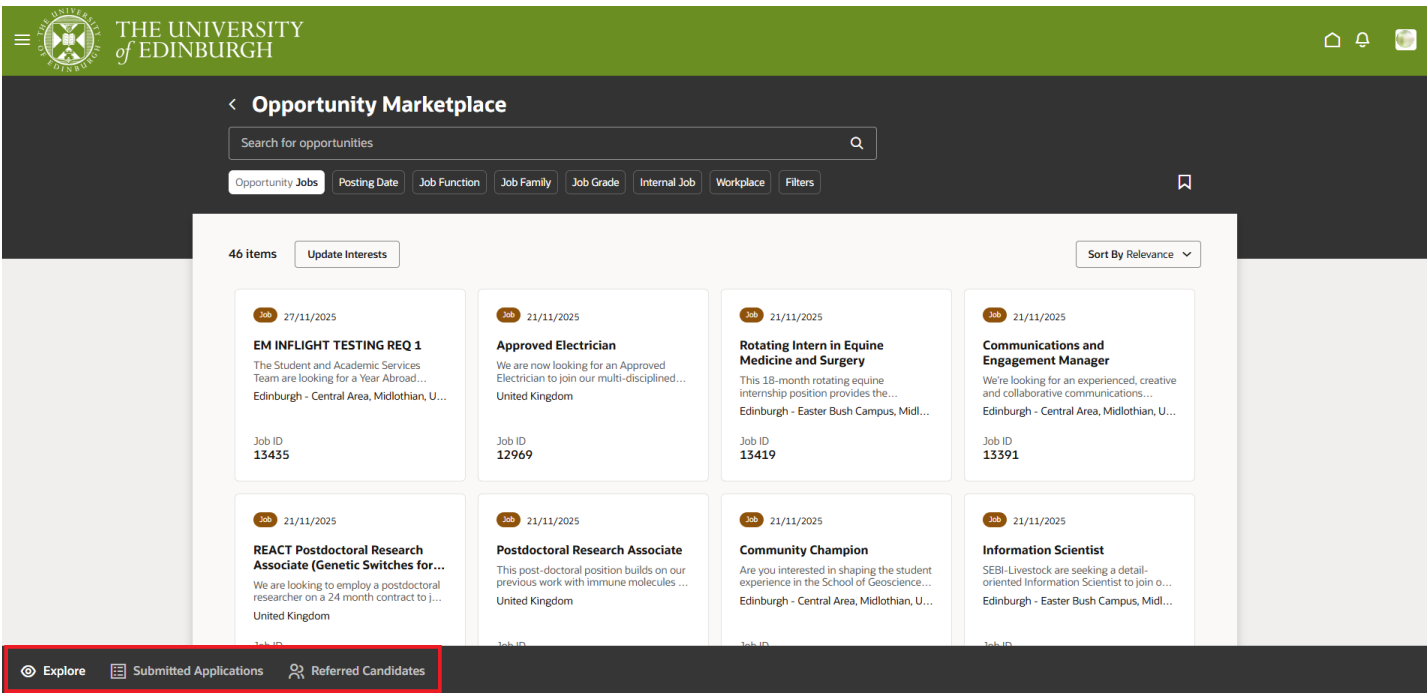 THE UNIVERSITY
of EDINBURGH
THE UNIVERSITY
OF EDINBURGH
Opportunity Marketplace
Search for opportunities
Opportunity Jobs Posting Date Job Function Job Family Job Grade Internal Job Workplace Filters
46 items Update Interests Sort By Relevance
Job 27/11/2025
EM INFLIGHT TESTING REQ 1
The Student and Academic Services
Team are looking for a Year Abroad...
Edinburgh - Central Area, Midlothian, U...
Job ID
13435
Job 21/11/2025
Approved Electrician
We are now looking for an Approved
Electrician to join our multi-disciplined...
United Kingdom
Job ID
12969
Job 21/11/2025
Rotating Intern in Equine
Medicine and Surgery
This 18-month rotating equine
internship position provides the...
Edinburgh - Easter Bush Campus, Midl...
Job ID
13419
Job 21/11/2025
Communications and
Engagement Manager
We're looking for an experienced, creative
and collaborative communications...
Edinburgh - Central Area, Midlothian, U...
Job ID
13391
Job 21/11/2025
REACT Postdoctoral Research
Associate (Genetic Switches for...
We are looking to employ a postdoctoral
researcher on a 24 month contract to j...
United Kingdom
Job ID
Job 21/11/2025
Postdoctoral Research Associate
This post-doctoral position builds on our
previous work with immune molecules ...
United Kingdom
Job ID
Job 21/11/2025
Community Champion
Are you interested in shaping the student
experience in the School of Geoscience...
Edinburgh - Central Area, Midlothian, U...
Job ID
Job 21/11/2025
Information Scientist
SEBI-Livestock are seeking a detail-
oriented Information Scientist to join o...
Edinburgh - Easter Bush Campus, Midl...
Job ID
Explore Submitted Applications Referred Candidates